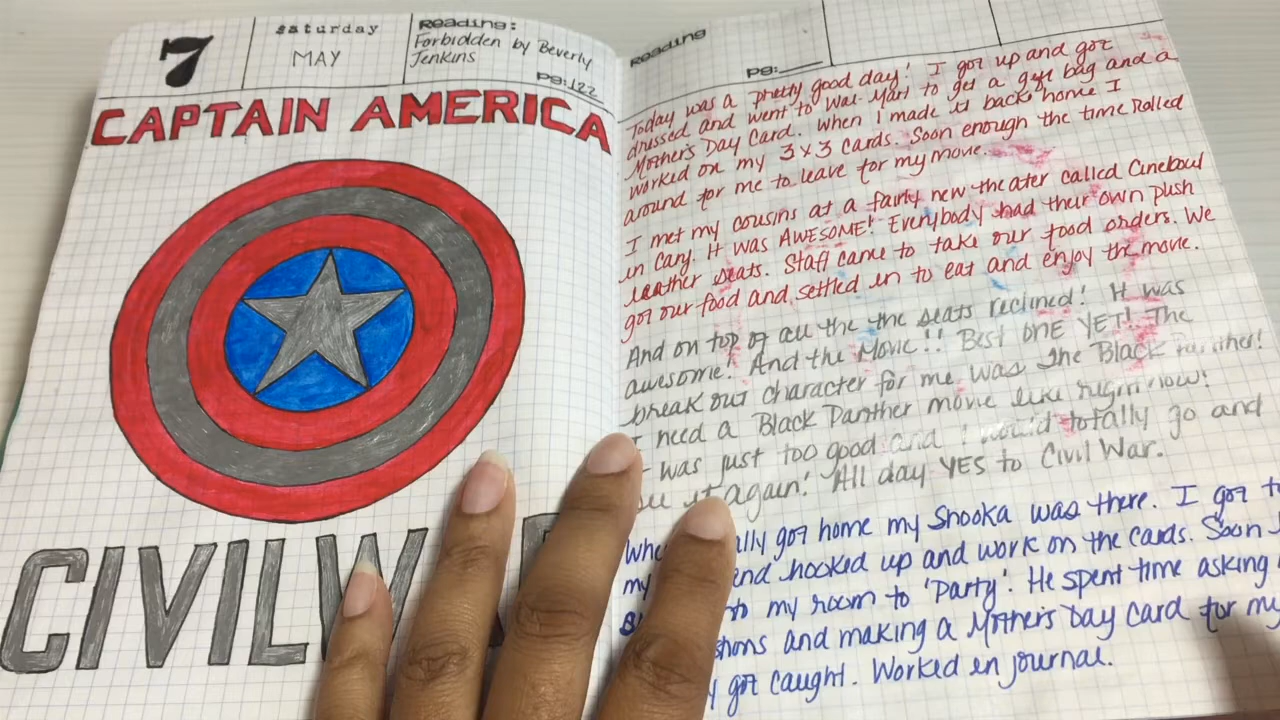 7
saturday
MAY
Reading:
Forbidden by Beverly
Jenkins
pg: 122
CAPTAIN AMERICA
CIVIL W
Reading
pg:
Today was a pretty good day! I got up and got
dressed and went to Wal-Mart to get a gift bag and a
Mother's Day Card. When I made it back home I
worked on my 3x3 cards. Soon enough the time rolled
around for me to leave for my movie.
I met my cousins at a fairly new theater called Cinebowl
in Cary. It was AWESOME! Everybody had their own plush
leather seats. Staff came to take our food orders. We
got our food and settled in to eat and enjoy the movie.
And on top of all the the seats reclined! It was
awesome! And the Movie!! Best ONE YET! The
break out character for me was The Black Panther!
I need a Black Panther movie like right now!
was just too good and I would totally go and
see it again! All day YES to Civil War.
lly got home my Shooka was there. I got
my end hooked up and work on the cards. Soon
to my room to 'Party'. He spent time asking
and making a Mother's Day Card for my
got caught. Worked in journal.